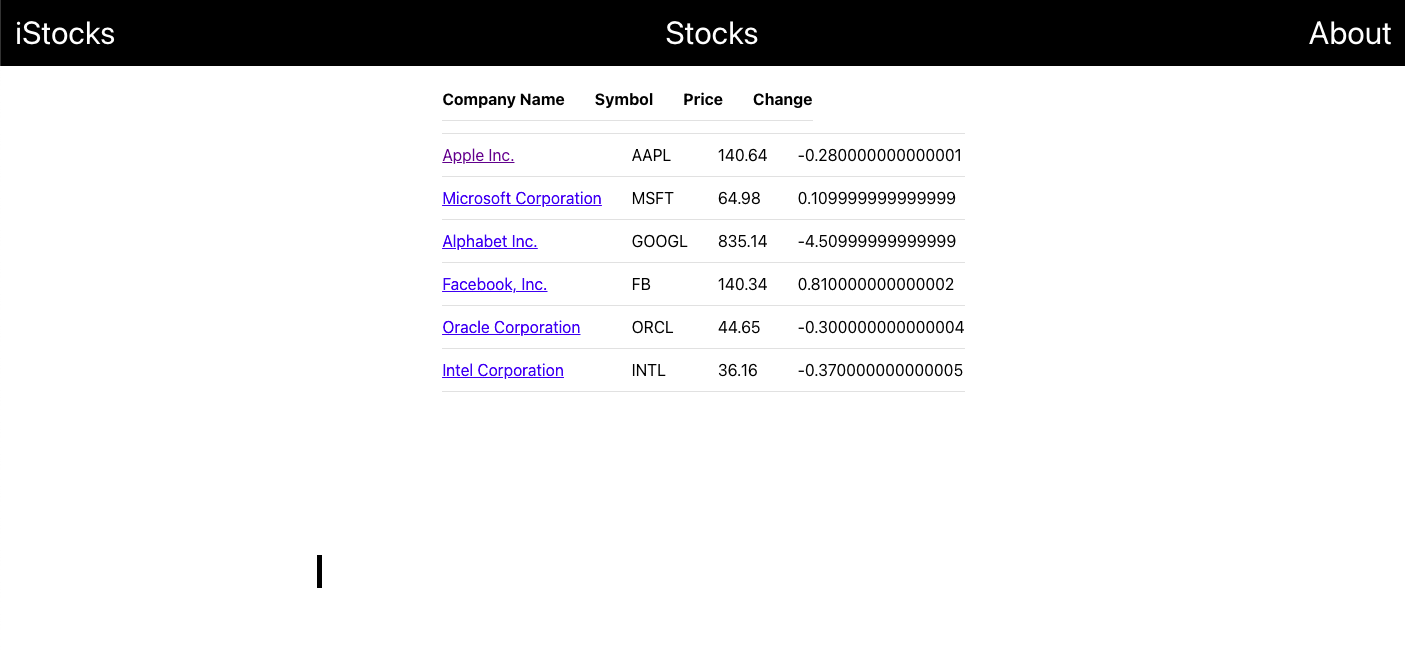 iStocks Stocks About
Company Name Symbol Price Change
Apple Inc. AAPL 140.64 -0.280000000000001
Microsoft Corporation MSFT 64.98 0.109999999999999
Alphabet Inc. GOOGL 835.14 -4.50999999999999
Facebook, Inc. FB 140.34 0.810000000000002
Oracle Corporation ORCL 44.65 -0.300000000000004
Intel Corporation INTL 36.16 -0.370000000000005